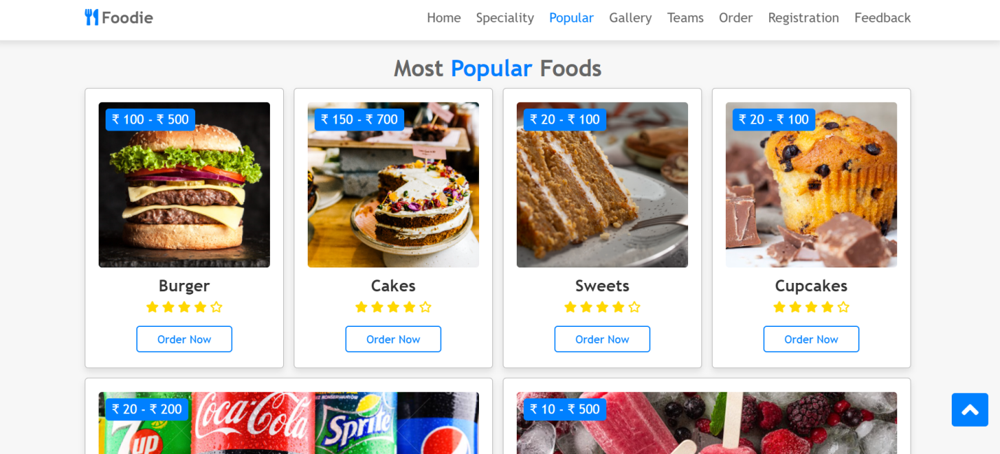 Foodie
Home Speciality Popular Gallery Teams Order Registration Feedback
Most Popular Foods
₹ 100 - ₹ 500
₹ 150 - ₹ 700
₹ 20 - ₹ 100
₹ 20 - ₹ 100
Burger
Cakes
Sweets
Cupcakes
Order Now
Order Now
Order Now
Order Now
₹ 20 - ₹ 200
₹ 10 - ₹ 500
7up
Coca-Cola
Sprite